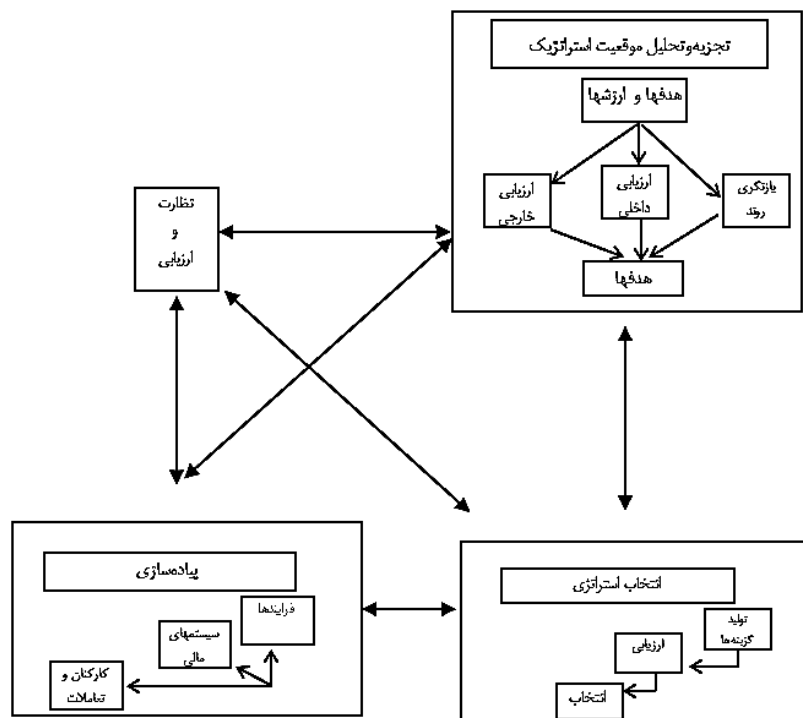 تجزیه‌وتحلیل موقعیت استراتژیک
هدفها و ارزشها
ارزیابی
خارجی
ارزیابی
داخلی
بازنگری
روند
هدفها
نظارت
و
ارزیابی
پیاده‌سازی
فرایندها
سیستمهای
مالی
کارکنان و
تعاملات
انتخاب استراتژی
تولید
گزینه‌ها
ارزیابی
انتخاب